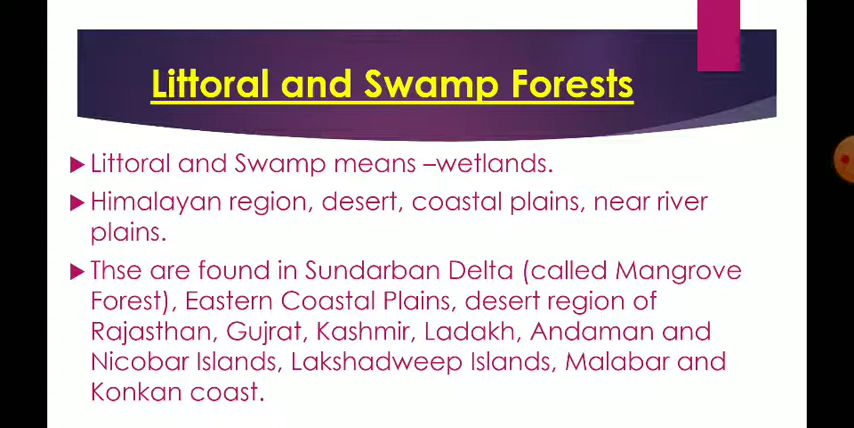 Littoral and Swamp Forests
Littoral and Swamp means –wetlands.
Himalayan region, desert, coastal plains, near river
plains.
Thse are found in Sundarban Delta (called Mangrove
Forest), Eastern Coastal Plains, desert region of
Rajasthan, Gujrat, Kashmir, Ladakh, Andaman and
Nicobar Islands, Lakshadweep Islands, Malabar and
Konkan coast.